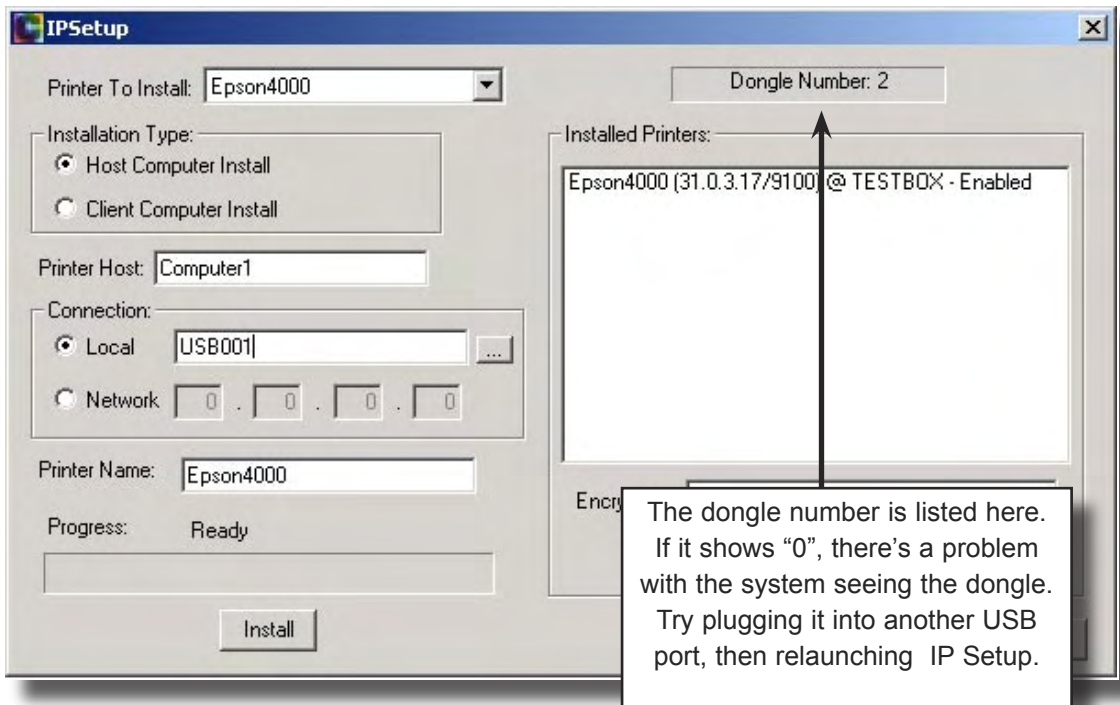 IPSetup
Printer To Install: Epson4000
Dongle Number: 2
Installation Type:
Host Computer Install
Client Computer Install
Printer Host: Computer1
Connection:
Local USB001 ...
Network 0 . 0 . 0 . 0
Printer Name: Epson4000
Progress: Ready
Install
Installed Printers:
Epson4000 (31.0.3.17/9100) @ TESTBOX - Enabled
The dongle number is listed here.
If it shows “0”, there’s a problem
with the system seeing the dongle.
Try plugging it into another USB
port, then relaunching IP Setup.